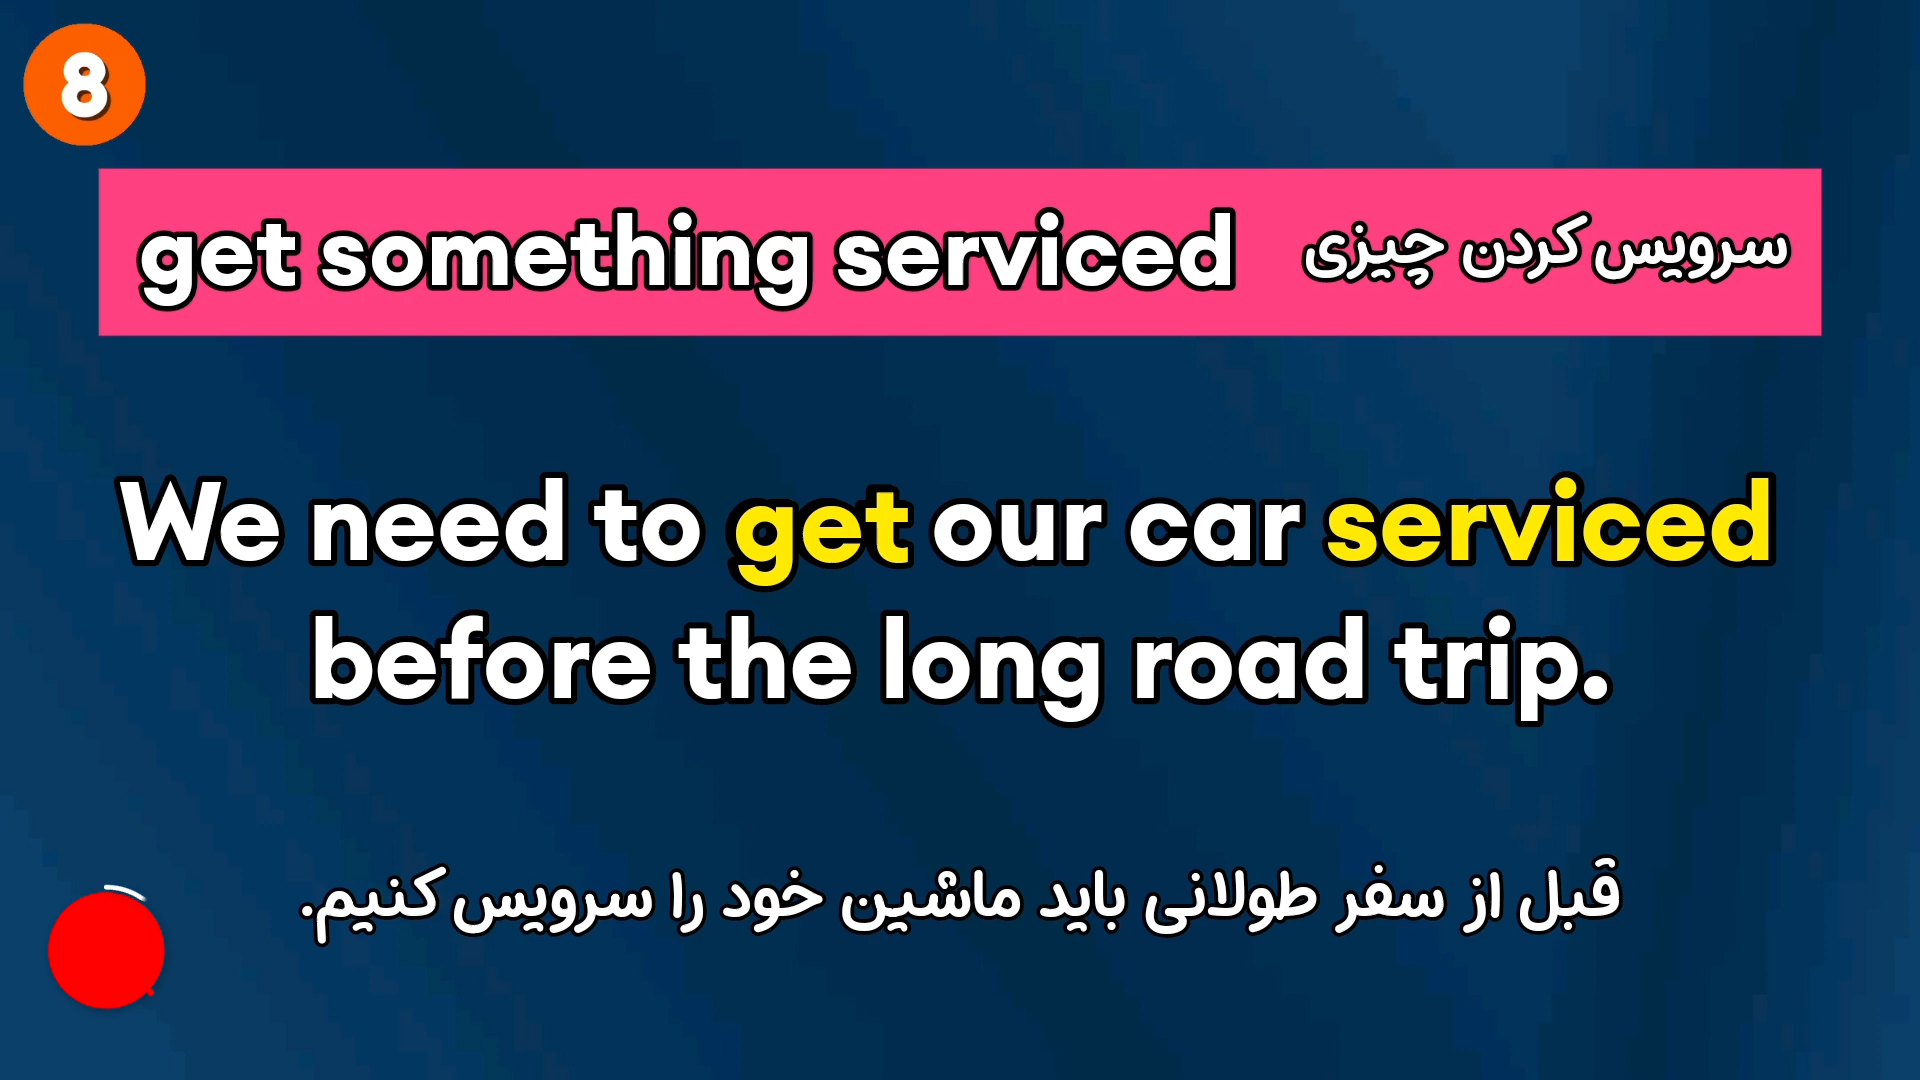 8
get something serviced
سرویس کردن چیزی
We need to get our car serviced
before the long road trip.
قبل از سفر طولانی باید ماشین خود را سرویس کنیم.